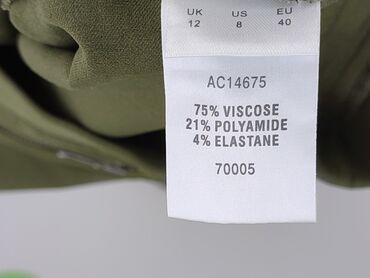 UK US EU
12 8 40
AC14675
75% VISCOSE
21% POLYAMIDE
4% ELASTANE
70005